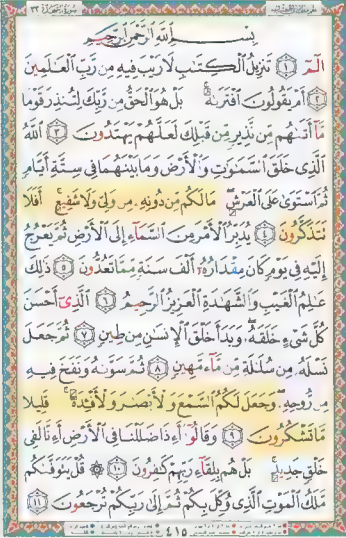 سُورَةُ السَّجْدَةِ ٣٢
بِسْمِ ٱللَّهِ ٱلرَّحْمَٰنِ ٱلرَّحِيمِ
الٓمٓ ١ تَنزِيلُ ٱلْكِتَٰبِ لَا رَيْبَ فِيهِ مِن رَّبِّ ٱلْعَٰلَمِينَ
٢ أَمْ يَقُولُونَ ٱفْتَرَىٰهُ بَلْ هُوَ ٱلْحَقُّ مِن رَّبِّكَ لِتُنذِرَ قَوْمًا
مَّآ أَتَىٰهُم مِّن نَّذِيرٍ مِّن قَبْلِكَ لَعَلَّهُمْ يَهْتَدُونَ ٣ ٱللَّهُ
ٱلَّذِى خَلَقَ ٱلسَّمَٰوَٰتِ وَٱلْأَرْضَ وَمَا بَيْنَهُمَا فِى سِتَّةِ أَيَّامٍ
ثُمَّ ٱسْتَوَىٰ عَلَى ٱلْعَرْشِ مَا لَكُم مِّن دُونِهِۦ مِن وَلِىٍّ وَلَا شَفِيعٍ أَفَلَا
تَتَذَكَّرُونَ ٤ يُدَبِّرُ ٱلْأَمْرَ مِنَ ٱلسَّمَآءِ إِلَى ٱلْأَرْضِ ثُمَّ يَعْرُجُ
إِلَيْهِ فِى يَوْمٍ كَانَ مِقْدَارُهُۥٓ أَلْفَ سَنَةٍ مِّمَّا تَعُدُّونَ ٥ ذَٰلِكَ
عَٰلِمُ ٱلْغَيْبِ وَٱلشَّهَٰدَةِ ٱلْعَزِيزُ ٱلرَّحِيمُ ٦ ٱلَّذِىٓ أَحْسَنَ
كُلَّ شَىْءٍ خَلَقَهُۥ وَبَدَأَ خَلْقَ ٱلْإِنسَٰنِ مِن طِينٍ ٧ ثُمَّ جَعَلَ
نَسْلَهُۥ مِن سُلَٰلَةٍ مِّن مَّآءٍ مَّهِينٍ ٨ ثُمَّ سَوَّىٰهُ وَنَفَخَ فِيهِ
مِن رُّوحِهِۦ وَجَعَلَ لَكُمُ ٱلسَّمْعَ وَٱلْأَبْصَٰرَ وَٱلْأَفْـِٔدَةَ قَلِيلًا
مَّا تَشْكُرُونَ ٩ وَقَالُوٓا۟ أَءِذَا ضَلَلْنَا فِى ٱلْأَرْضِ أَءِنَّا لَفِى
خَلْقٍ جَدِيدٍ بَلْ هُم بِلِقَآءِ رَبِّهِمْ كَٰفِرُونَ ١٠ ۞ قُلْ يَتَوَفَّىٰكُم
مَّلَكُ ٱلْمَوْتِ ٱلَّذِى وُكِّلَ بِكُمْ ثُمَّ إِلَىٰ رَبِّكُمْ تُرْجَعُونَ ١١
٤١٥